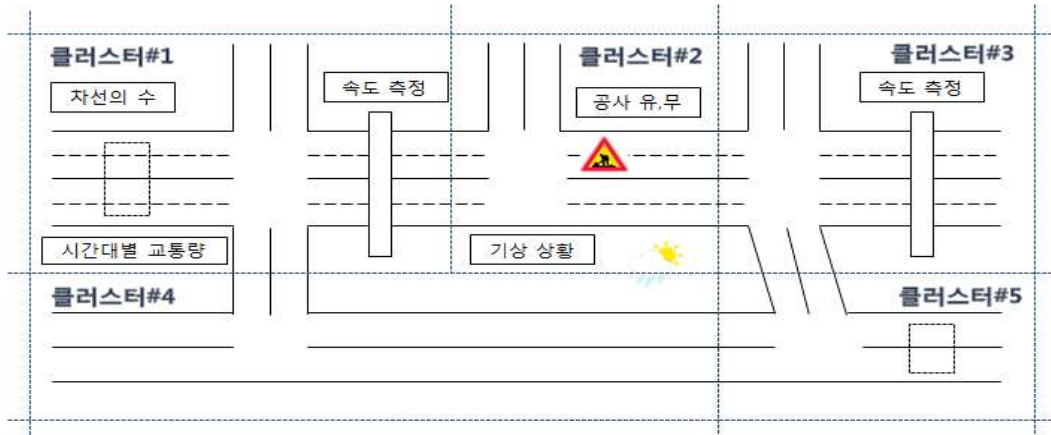 클러스터#1
클러스터#2
클러스터#3
차선의 수
속도 측정
공사 유,무
속도 측정
시간대별 교통량
기상 상황
클러스터#4
클러스터#5